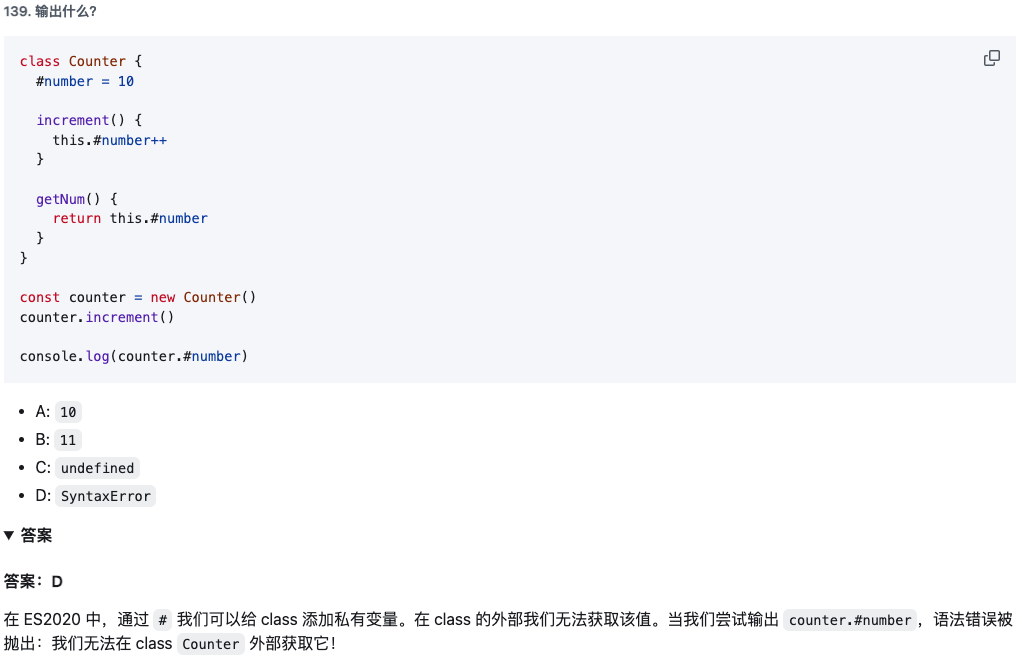 139. 输出什么?
class Counter {
  #number = 10

  increment() {
    this.#number++
  }

  getNum() {
    return this.#number
  }
}

const counter = new Counter()
counter.increment()

console.log(counter.#number)
• A: 10
• B: 11
• C: undefined
• D: SyntaxError
▼ 答案
答案：D
在 ES2020 中，通过 # 我们可以给 class 添加私有变量。在 class 的外部我们无法获取该值。当我们尝试输出 counter.#number，语法错误被
抛出：我们无法在 class Counter 外部获取它！